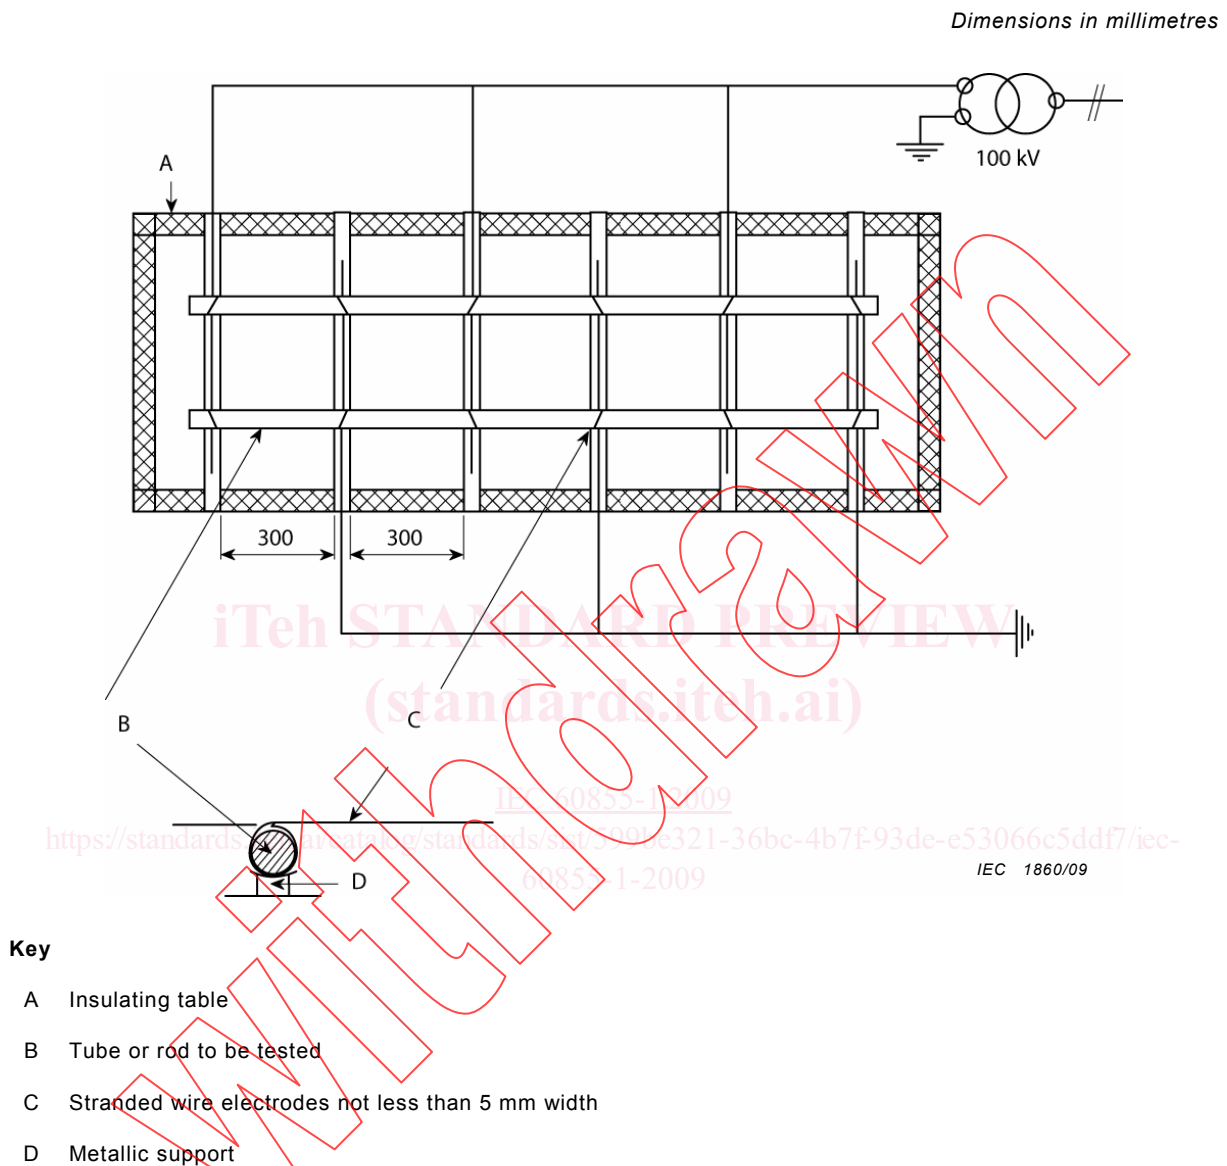 Dimensions in millimetres
100 kV
A
300
300
iTeh STANDARD PREVIEW
(standards.iteh.ai)
B
C
IEC 60855-1:2009
https://standards.iteh.ai/catalog/standards/sist/599be321-36bc-4b7f-93de-e53066c5ddf7/iec-
60855-1-2009
D
IEC 1860/09
withdrawn
Key
A Insulating table
B Tube or rod to be tested
C Stranded wire electrodes not less than 5 mm width
D Metallic support